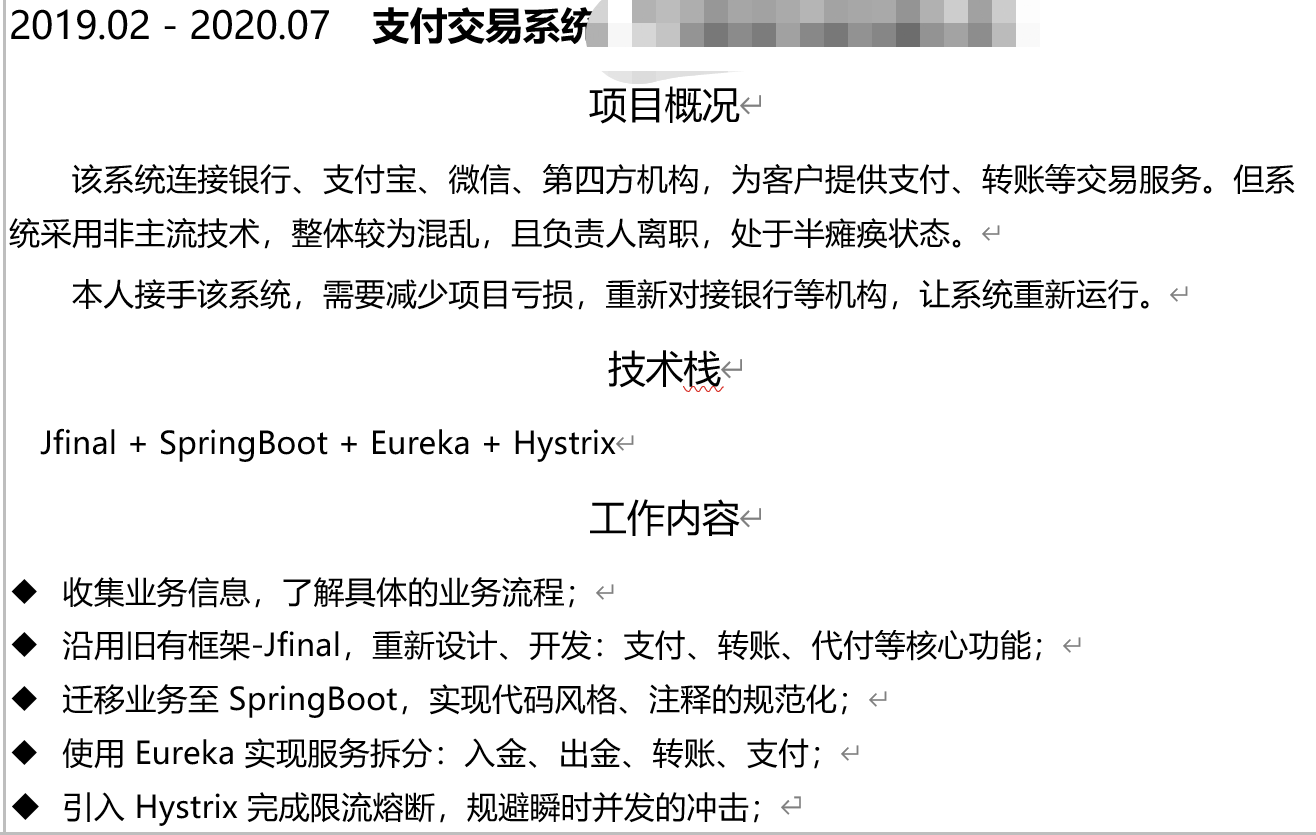 2019.02 - 2020.07 支付交易系统
项目概况
该系统连接银行、支付宝、微信、第四方机构，为客户提供支付、转账等交易服务。但系
统采用非主流技术，整体较为混乱，且负责人离职，处于半瘫痪状态。
本人接手该系统，需要减少项目亏损，重新对接银行等机构，让系统重新运行。
技术栈
Jfinal + SpringBoot + Eureka + Hystrix
工作内容
◆ 收集业务信息，了解具体的业务流程；
◆ 沿用旧有框架-Jfinal，重新设计、开发：支付、转账、代付等核心功能；
◆ 迁移业务至 SpringBoot，实现代码风格、注释的规范化；
◆ 使用 Eureka 实现服务拆分：入金、出金、转账、支付；
◆ 引入 Hystrix 完成限流熔断，规避瞬时并发的冲击；